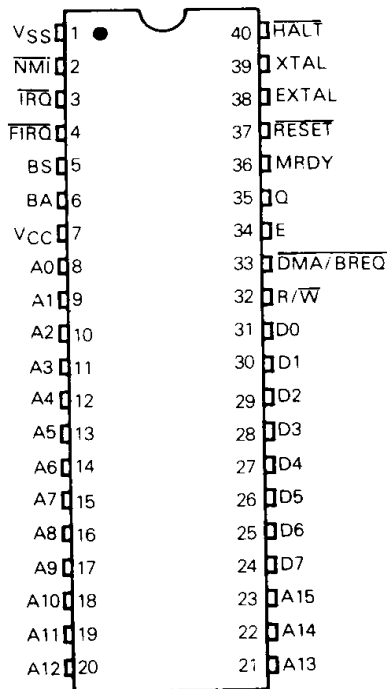 VSS 1 40 HALT
NMI 2 39 XTAL
IRQ 3 38 EXTAL
FIRQ 4 37 RESET
BS 5 36 MRDY
BA 6 35 Q
VCC 7 34 E
A0 8 33 DMA/BREQ
A1 9 32 R/W
A2 10 31 D0
A3 11 30 D1
A4 12 29 D2
A5 13 28 D3
A6 14 27 D4
A7 15 26 D5
A8 16 25 D6
A9 17 24 D7
A10 18 23 A15
A11 19 22 A14
A12 20 21 A13